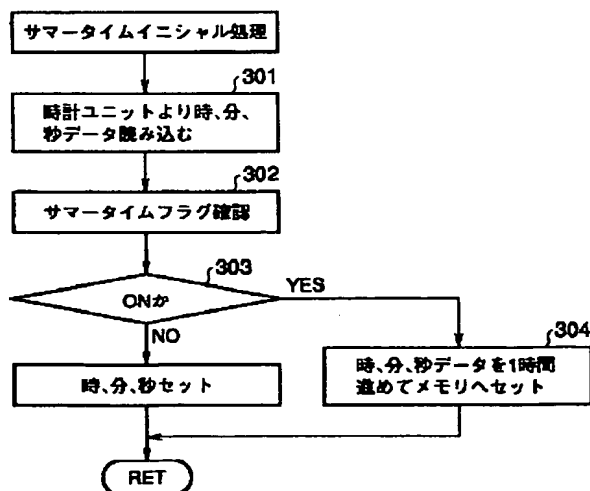 サマータイムイニシャル処理
301
時計ユニットより時、分、
秒データ読み込む
302
サマータイムフラグ確認
303
ONか
YES
NO
304
時、分、秒セット
時、分、秒データを1時間
進めてメモリへセット
RET